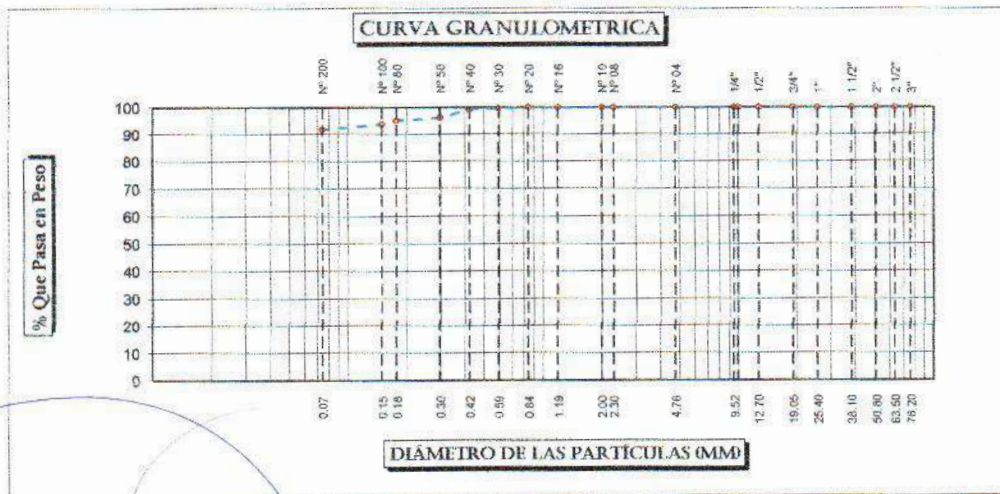 CURVA GRANULOMETRICA
Nº 200
Nº 100
Nº 80
Nº 50
Nº 40
Nº 30
Nº 20
Nº 16
Nº 10
Nº 08
Nº 04
1/4"
1/2"
3/4"
1"
1 1/2"
2"
2 1/2"
3"
% Que Pasa en Peso
100
90
80
70
60
50
40
30
20
10
0
0.07
0.15
0.18
0.30
0.42
0.59
0.84
1.19
2.00
2.30
4.76
9.52
12.70
19.05
25.40
38.10
50.80
63.50
76.20
DIÁMETRO DE LAS PARTÍCULAS (MM)